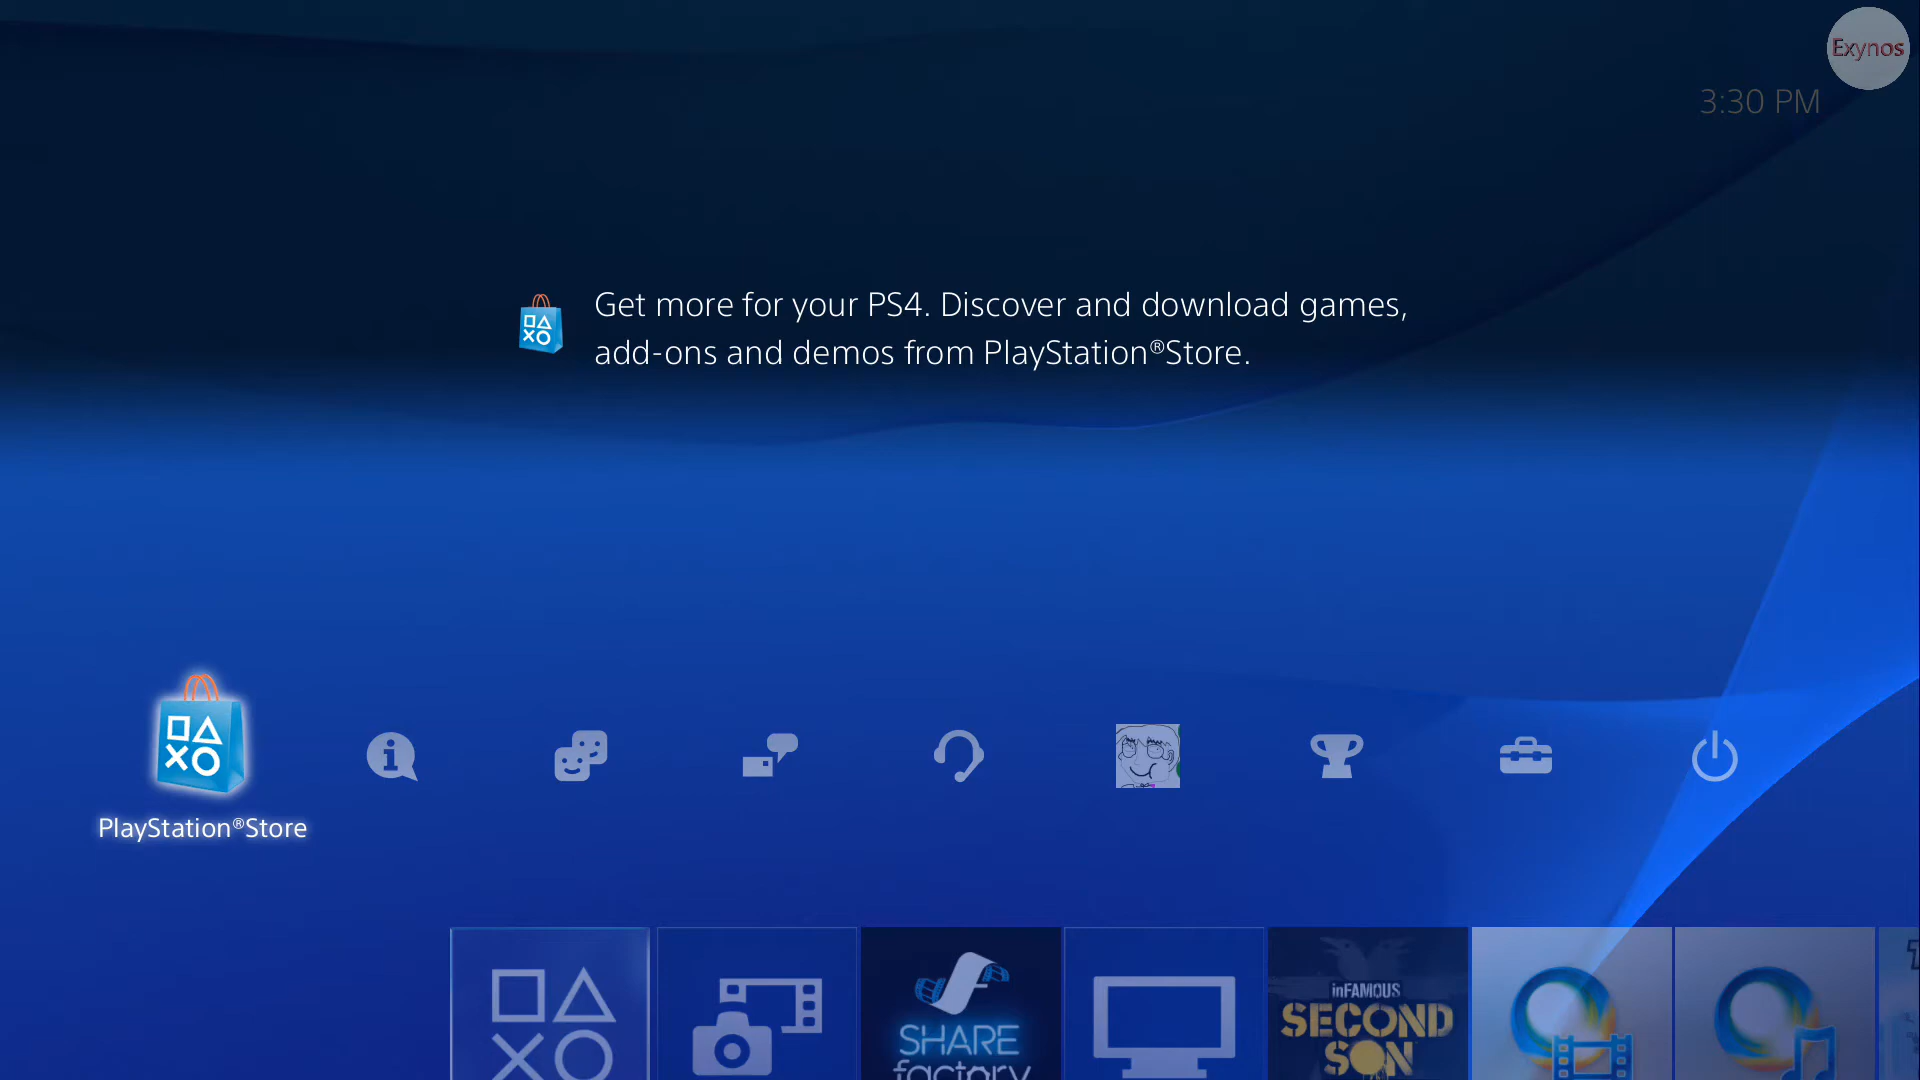 Exynos
3:30 PM
Get more for your PS4. Discover and download games,
add-ons and demos from PlayStation®Store.
PlayStation®Store
SHARE
factory
inFAMOUS
SECOND
SON